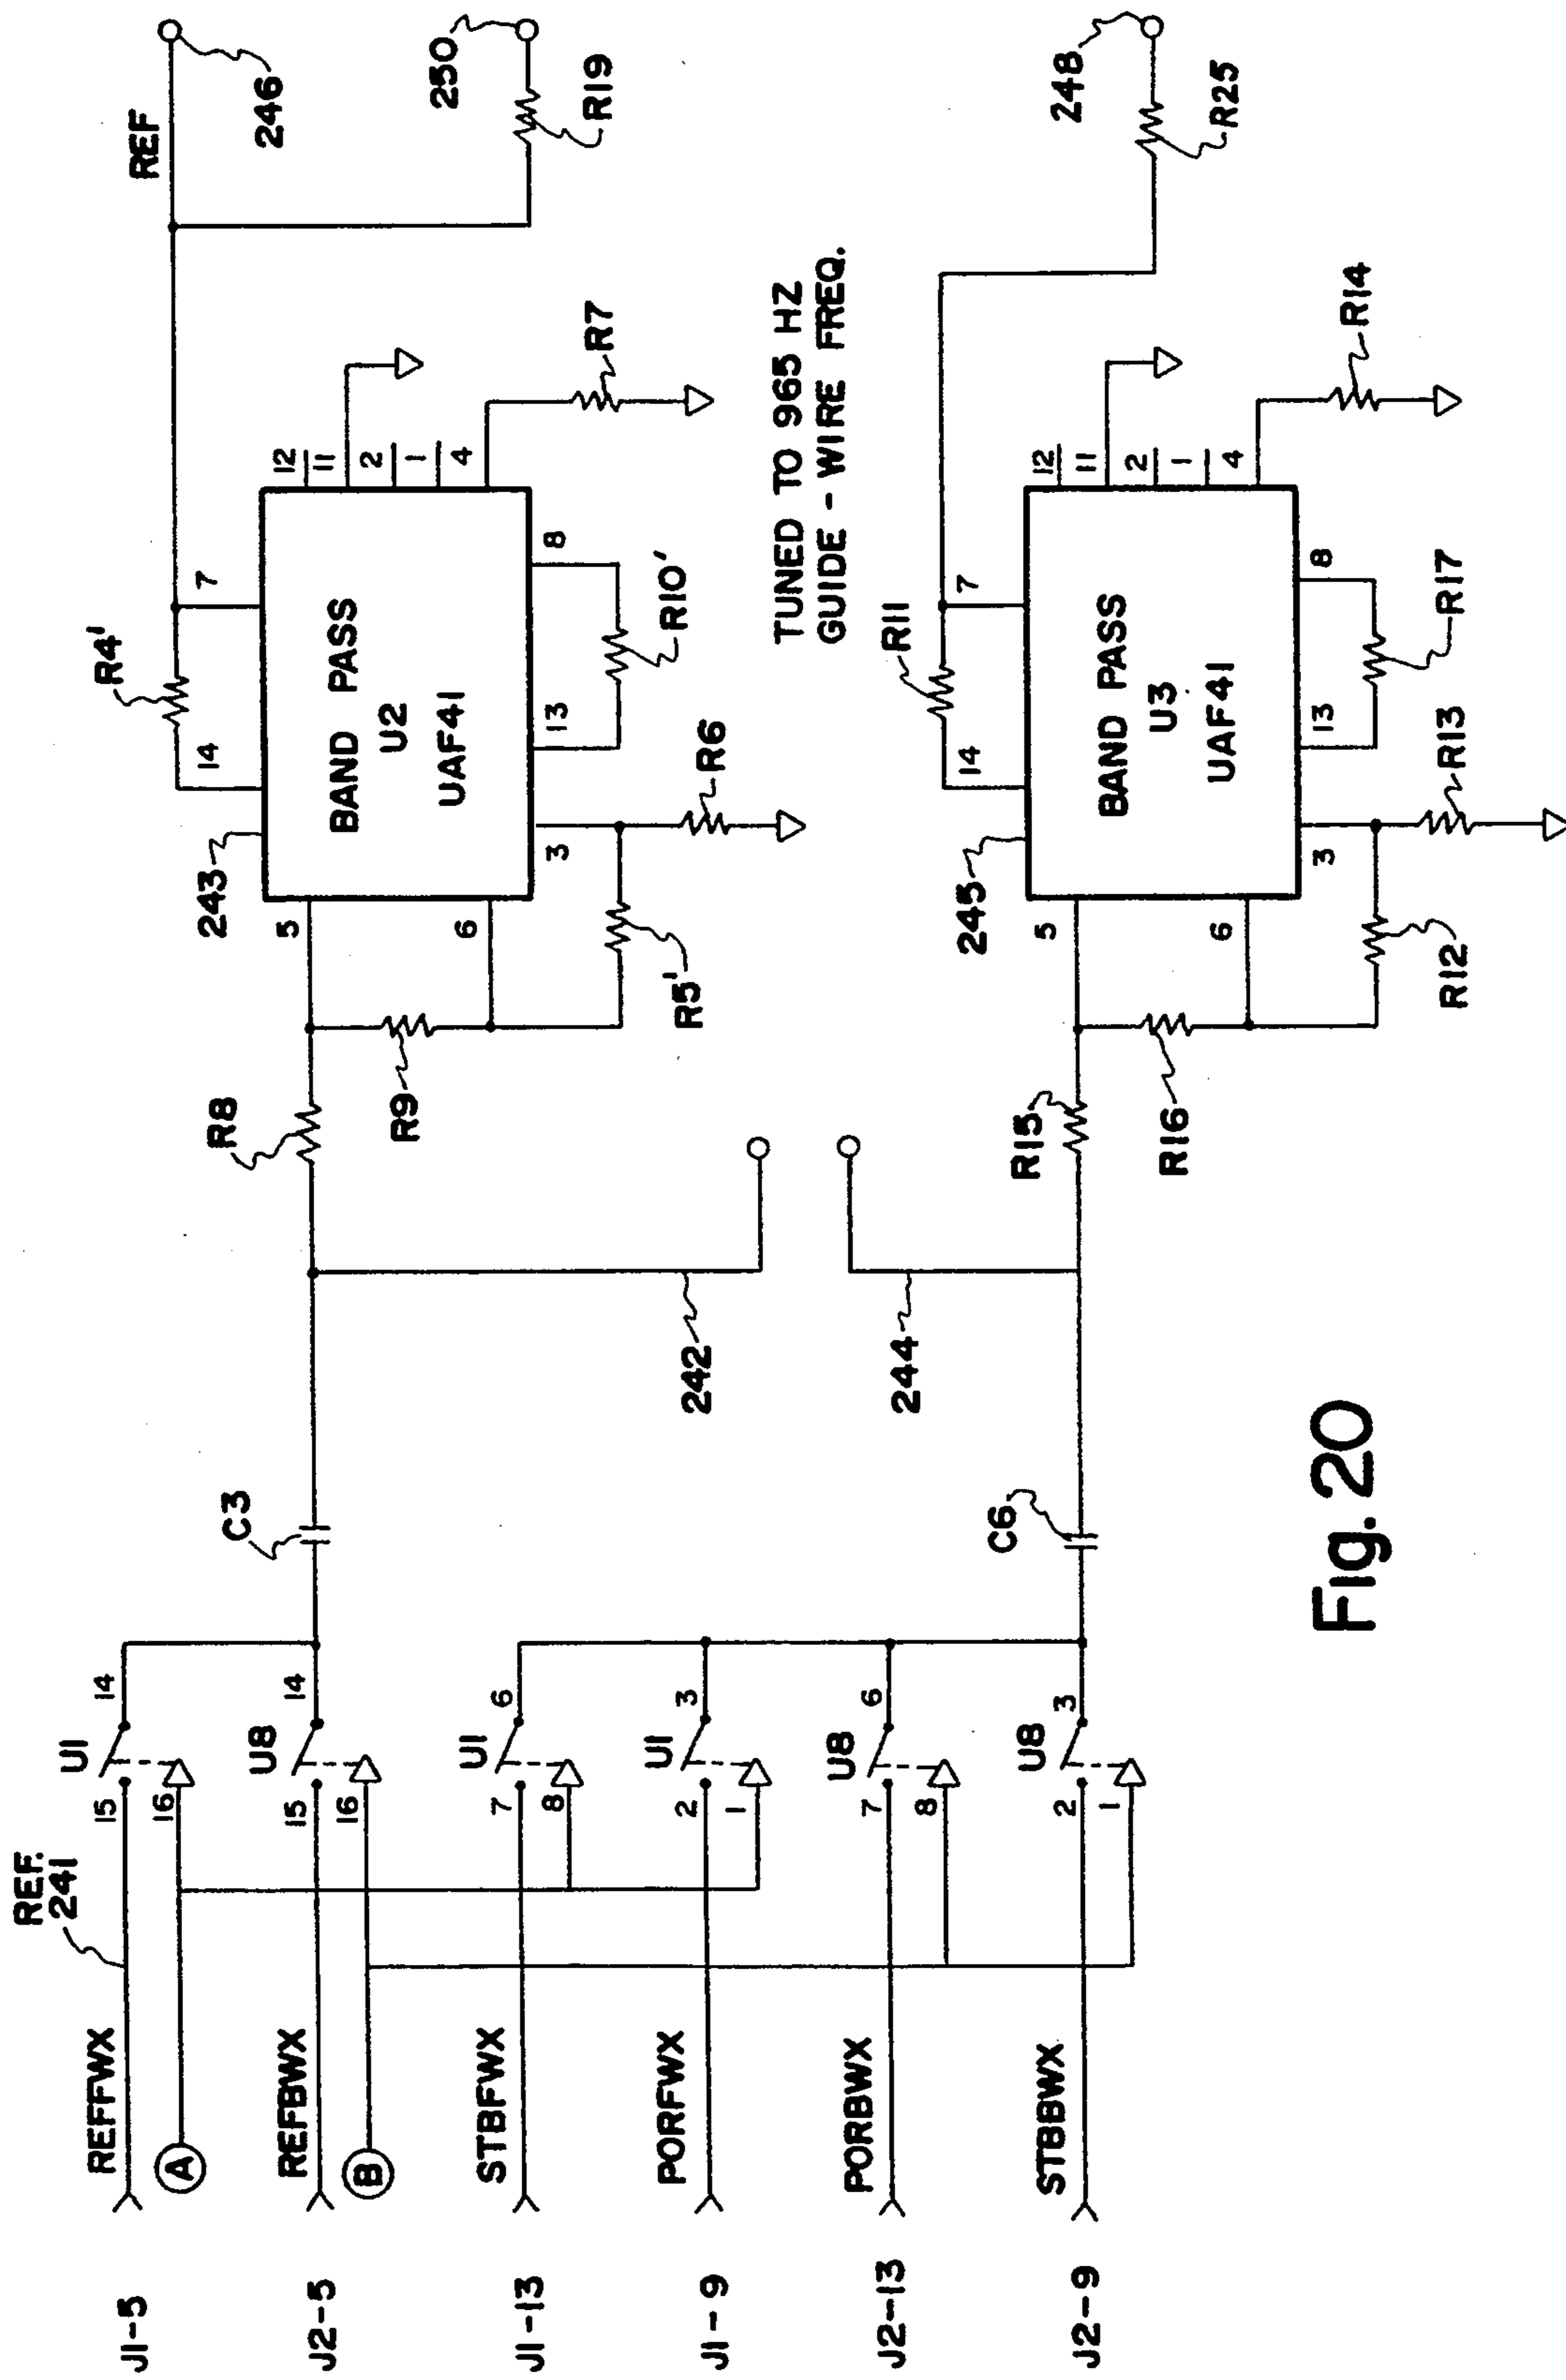 REF.
241
J1-5
REFFWX
15
U1
14
A
16
J2-5
REFBWX
15
U8
14
B
16
J1-13
STBFWX
7
U1
6
8
J1-9
PORFWX
2
U1
3
1
J2-13
PORBWX
7
U8
6
8
J2-9
STBBWX
2
U8
3
1
C3
R8
R9
242
244
C6
R15
R16
243
5
6
14
R4'
7
BAND PASS
U2
UAF41
12
11
2
1
4
3
13
8
R5'
R6
R10'
R7
REF
246
250
R19
TUNED TO 965 HZ
GUIDE - WIRE FREQ.
245
5
6
14
R11
7
BAND PASS
U3
UAF41
12
11
2
1
4
3
13
8
R12
R13
R17
R14
248
R25
Fig. 20